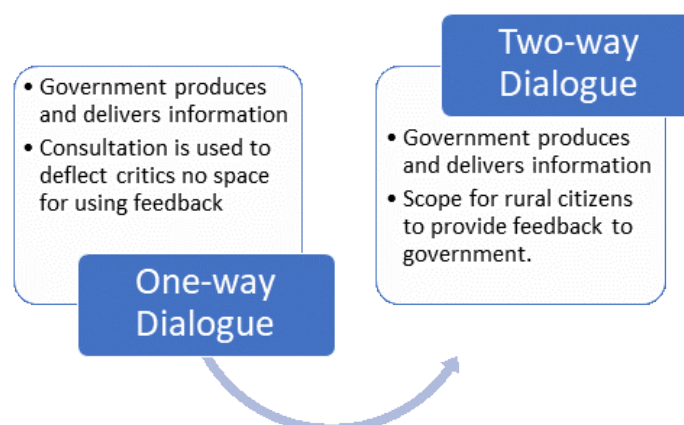 • Government produces
and delivers information
• Consultation is used to
deflect critics no space
for using feedback
One-way
Dialogue
Two-way
Dialogue
• Government produces
and delivers information
• Scope for rural citizens
to provide feedback to
government.